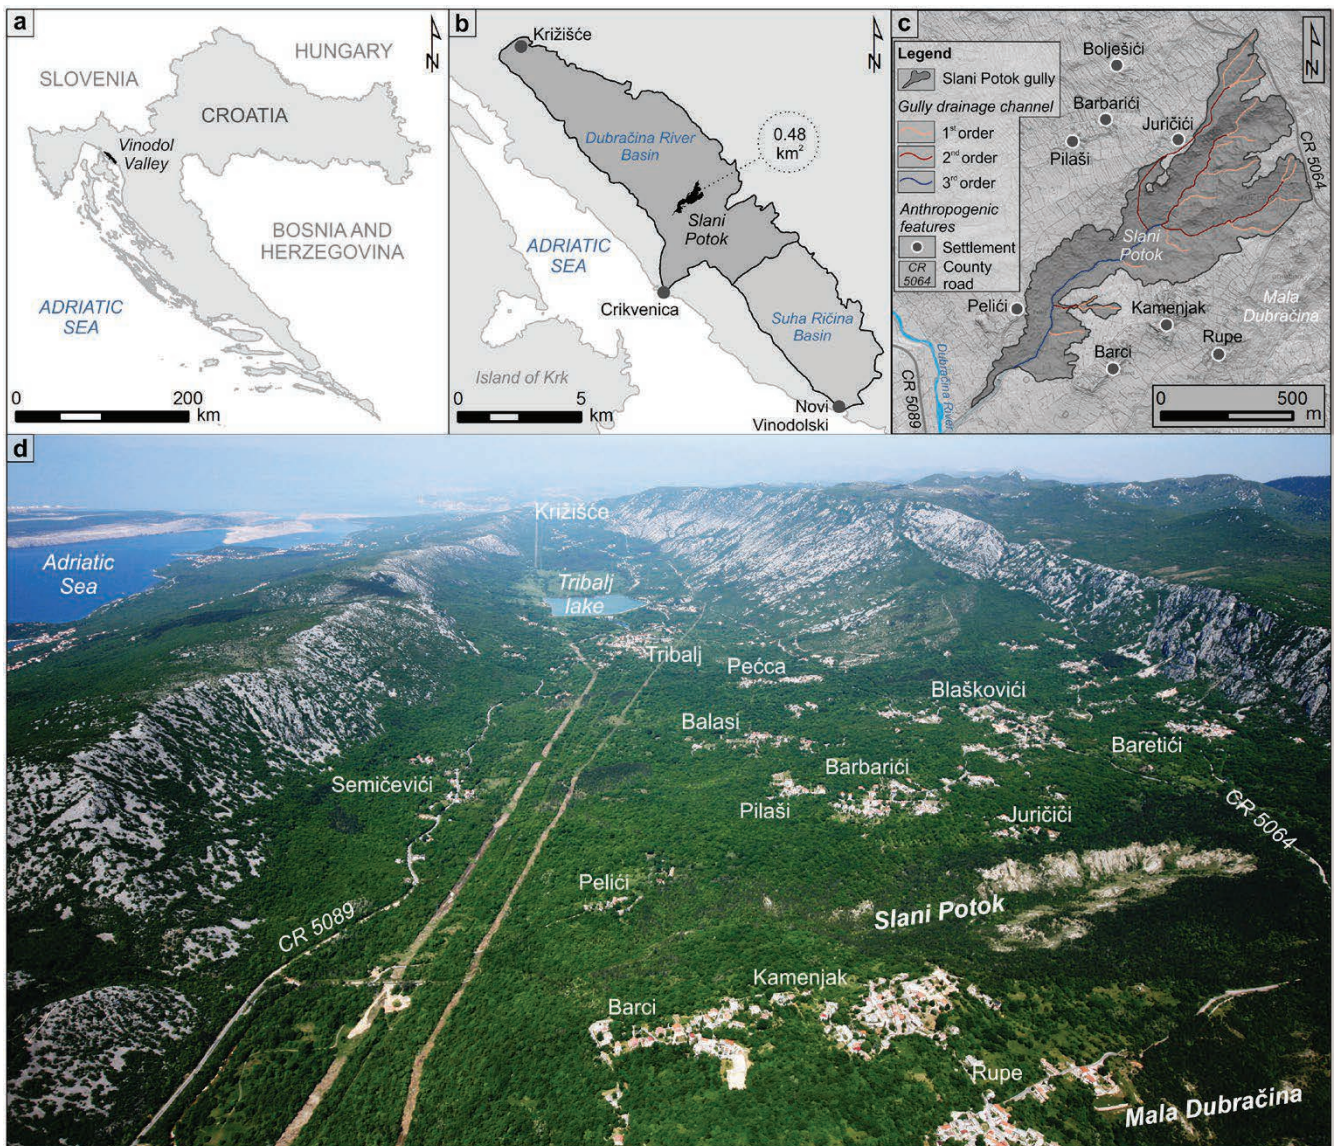 a
HUNGARY
SLOVENIA
CROATIA
Vinodol
Valley
BOSNIA AND
HERZEGOVINA
ADRIATIC
SEA
0
200
km
N
b
Križišće
Dubračina River
Basin
0.48
km²
Slani
Potok
ADRIATIC
SEA
Crikvenica
Suha Ričina
Basin
Island of Krk
Novi
Vinodolski
0
5
km
N
c
Legend
Slani Potok gully
Gully drainage channel
1st order
2nd order
3rd order
Anthropogenic
features
Settlement
CR
5064
County
road
Bolješići
Barbarići
Juričići
Pilaši
CR 5064
Slani
Potok
Mala
Dubračina
Pelići
Kamenjak
Rupe
Barci
Dubračina River
CR 5089
0
500
m
N
d
Križišće
Adriatic
Sea
Tribalj
lake
Tribalj
Pećca
Blaškovići
Balasi
Baretići
Semičevići
Barbarići
Pilaši
Juričiči
CR 5064
Pelići
Slani Potok
CR 5089
Kamenjak
Barci
Rupe
Mala Dubračina